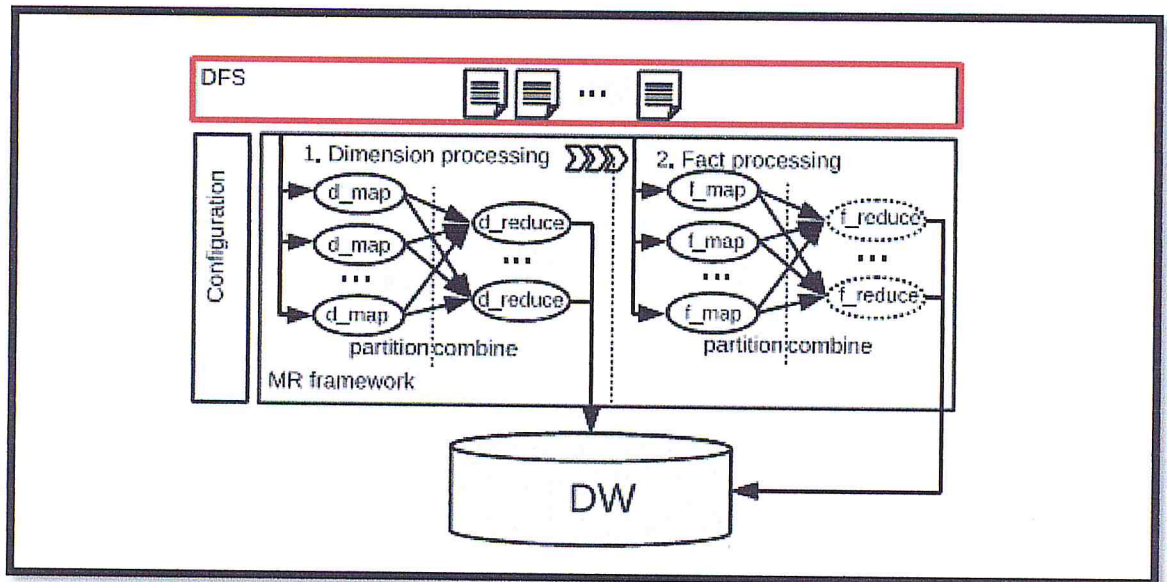 DFS
...
Configuration
1. Dimension processing
d_map
d_map
...
d_map
d_reduce
...
d_reduce
partition combine
2. Fact processing
f_map
f_map
...
f_map
f_reduce
...
f_reduce
partition combine
MR framework
DW